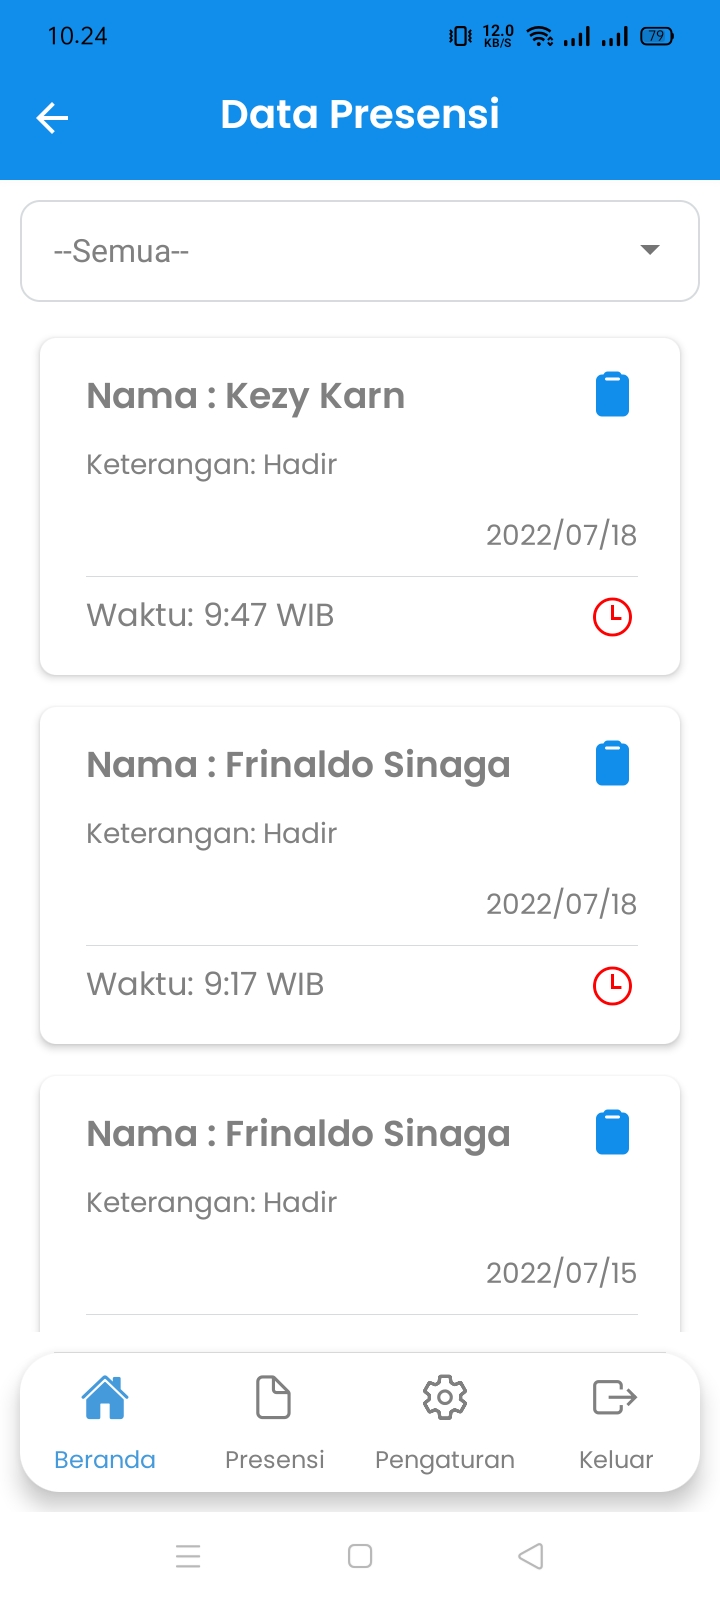 10.24
12.0
KB/S
79
Data Presensi
--Semua--
Nama : Kezy Karn
Keterangan: Hadir
2022/07/18
Waktu: 9:47 WIB
Nama : Frinaldo Sinaga
Keterangan: Hadir
2022/07/18
Waktu: 9:17 WIB
Nama : Frinaldo Sinaga
Keterangan: Hadir
2022/07/15
Beranda Presensi Pengaturan Keluar